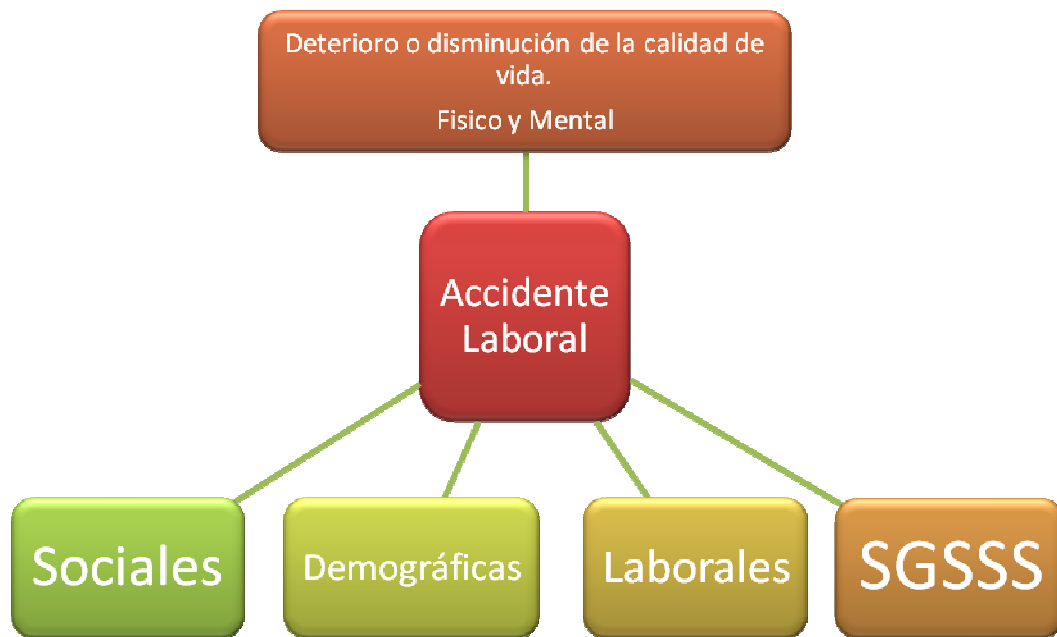 Deterioro o disminución de la calidad de
vida.
Fisico y Mental
Accidente
Laboral
Sociales
Demográficas
Laborales
SGSSS